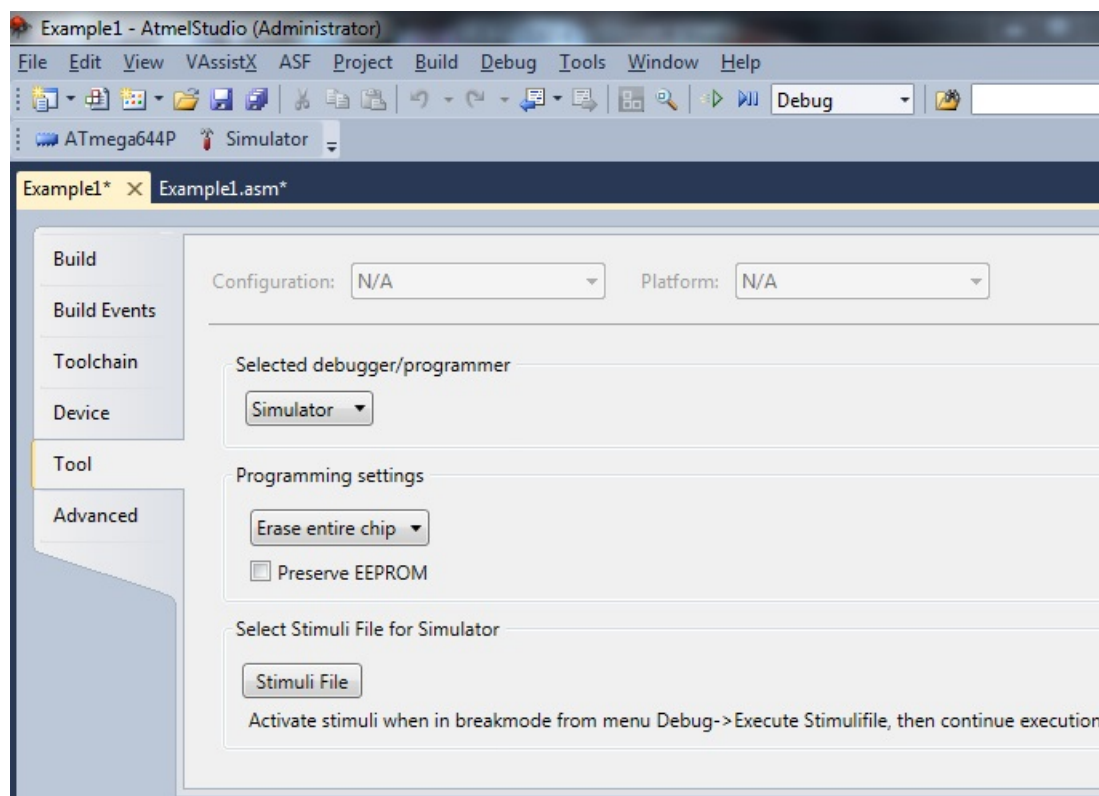 Example1 - AtmelStudio (Administrator)
File Edit View VAssistX ASF Project Build Debug Tools Window Help
Debug
ATmega644P Simulator
Example1* Example1.asm*
Build
Configuration: N/A Platform: N/A
Build Events
Toolchain
Selected debugger/programmer
Device
Simulator
Tool
Programming settings
Advanced
Erase entire chip
Preserve EEPROM
Select Stimuli File for Simulator
Stimuli File
Activate stimuli when in breakmode from menu Debug->Execute Stimulifile, then continue execution